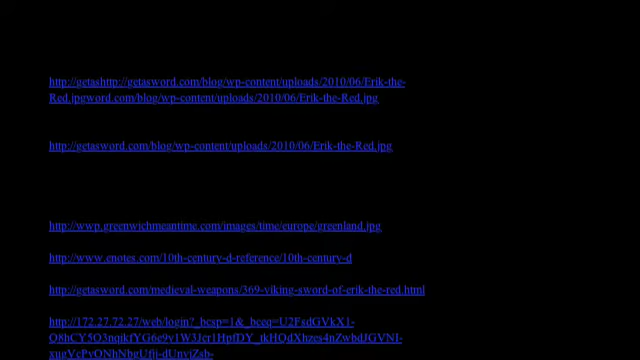 http://getashttp://getasword.com/blog/wp-content/uploads/2010/06/Erik-the-
Red.jpgword.com/blog/wp-content/uploads/2010/06/Erik-the-Red.jpg
http://getasword.com/blog/wp-content/uploads/2010/06/Erik-the-Red.jpg
http://wwp.greenwichmeantime.com/images/time/europe/greenland.jpg
http://www.enotes.com/10th-century-d-reference/10th-century-d
http://getasword.com/medieval-weapons/369-viking-sword-of-erik-the-red.html
http://172.27.72.27/web/login?_bcsp=1&_bceq=U2FsdGVkX1-